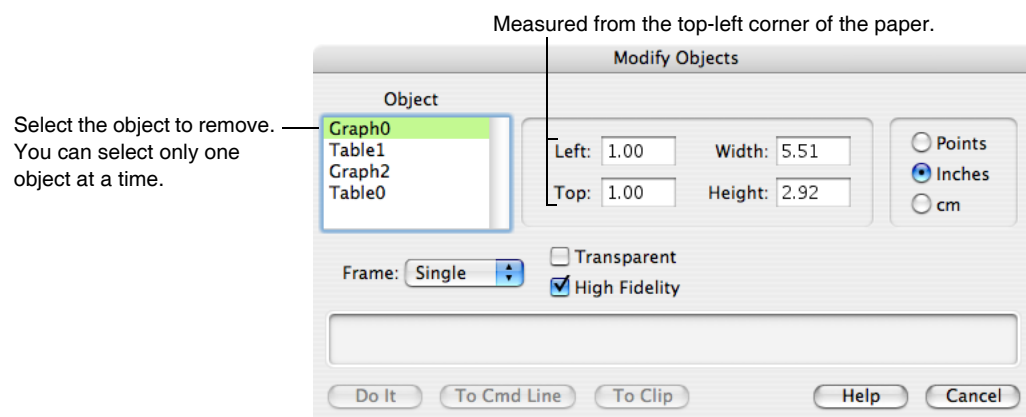 Measured from the top-left corner of the paper.
Modify Objects
Object
Select the object to remove.
You can select only one
object at a time.
Graph0
Table1
Graph2
Table0
Left: 1.00 Width: 5.51
Top: 1.00 Height: 2.92
Points
Inches
cm
Frame: Single
Transparent
High Fidelity
Do It To Cmd Line To Clip Help Cancel